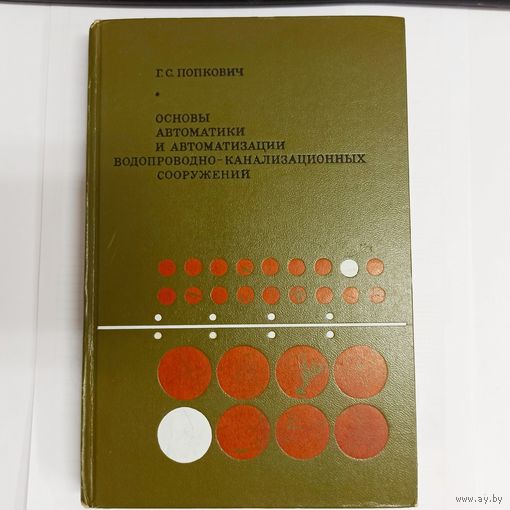 Г.С. ПОПКОВИЧ
ОСНОВЫ
АВТОМАТИКИ
И АВТОМАТИЗАЦИИ
ВОДОПРОВОДНО-КАНАЛИЗАЦИОННЫХ
СООРУЖЕНИЙ
www.ay.by